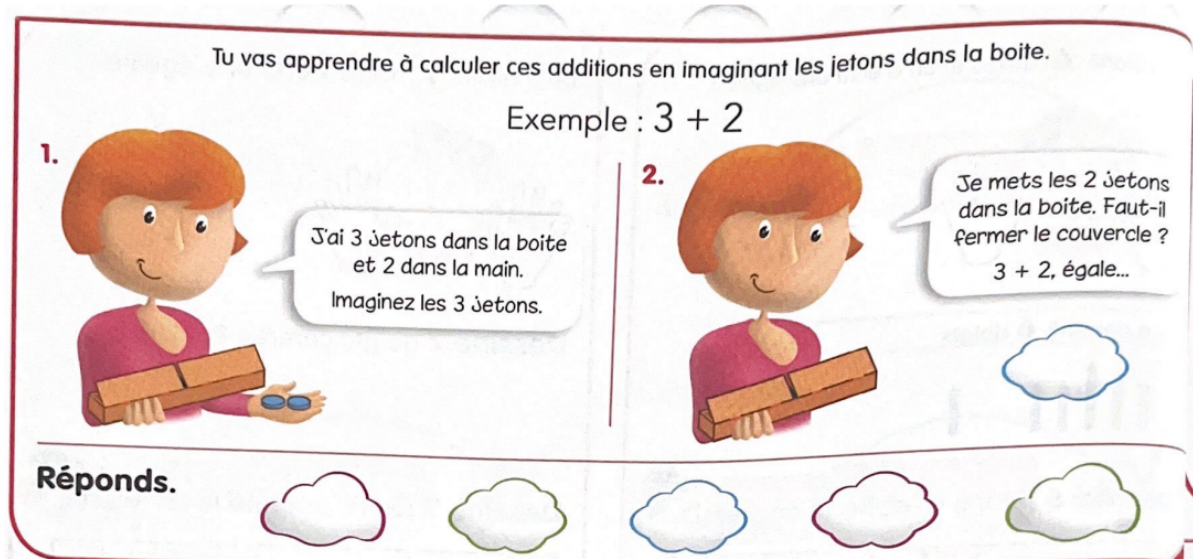 Tu vas apprendre à calculer ces additions en imaginant les jetons dans la boite.
Exemple : 3 + 2
1.
J'ai 3 jetons dans la boite
et 2 dans la main.
Imaginez les 3 jetons.
2.
Je mets les 2 jetons
dans la boite. Faut-il
fermer le couvercle ?
3 + 2, égale...
Réponds.